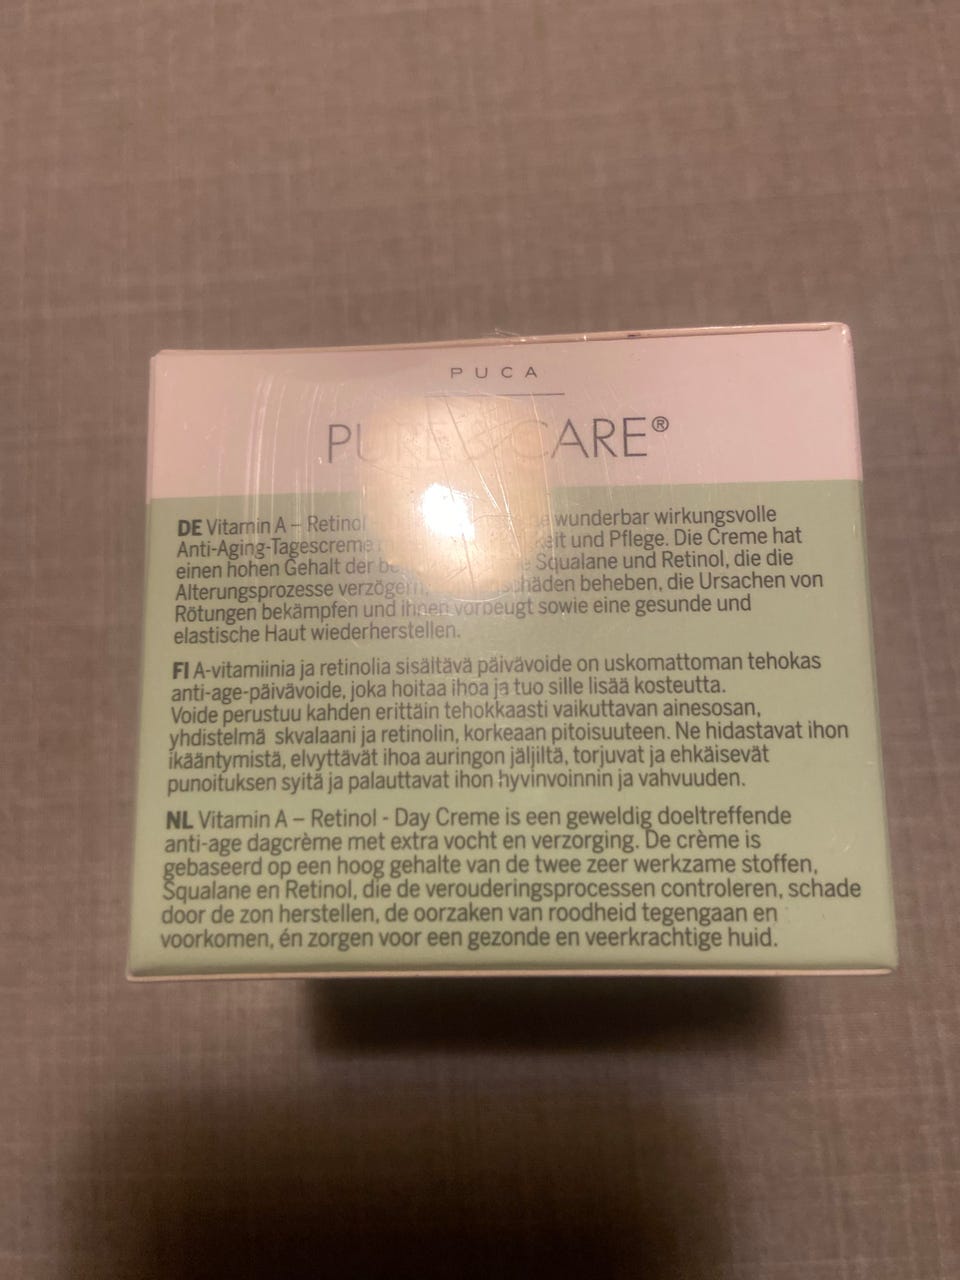 PUCA
PURE & CARE®
DE Vitamin A – Retinol wunderbar wirkungsvolle
Anti-Aging-Tagescreme und Pflege. Die Creme hat
einen hohen Gehalt der Squalane und Retinol, die die
Alterungsprozesse verzögern, beheben, die Ursachen von
Rötungen bekämpfen und ihnen vorbeugt sowie eine gesunde und
elastische Haut wiederherstellen.
FI A-vitamiinia ja retinolia sisältävä päivävoide on uskomattoman tehokas
anti-age-päivävoide, joka hoitaa ihoa ja tuo sille lisää kosteutta.
Voide perustuu kahden erittäin tehokkaasti vaikuttavan ainesosan,
yhdistelmä skvalaani ja retinolin, korkeaan pitoisuuteen. Ne hidastavat ihon
ikääntymistä, elvyttävät ihoa auringon jäljiltä, torjuvat ja ehkäisevät
punoituksen syitä ja palauttavat ihon hyvinvoinnin ja vahvuuden.
NL Vitamin A – Retinol - Day Creme is een geweldig doeltreffende
anti-age dagcrème met extra vocht en verzorging. De crème is
gebaseerd op een hoog gehalte van de twee zeer werkzame stoffen,
Squalane en Retinol, die de verouderingsprocessen controleren, schade
door de zon herstellen, de oorzaken van roodheid tegengaan en
voorkomen, én zorgen voor een gezonde en veerkrachtige huid.